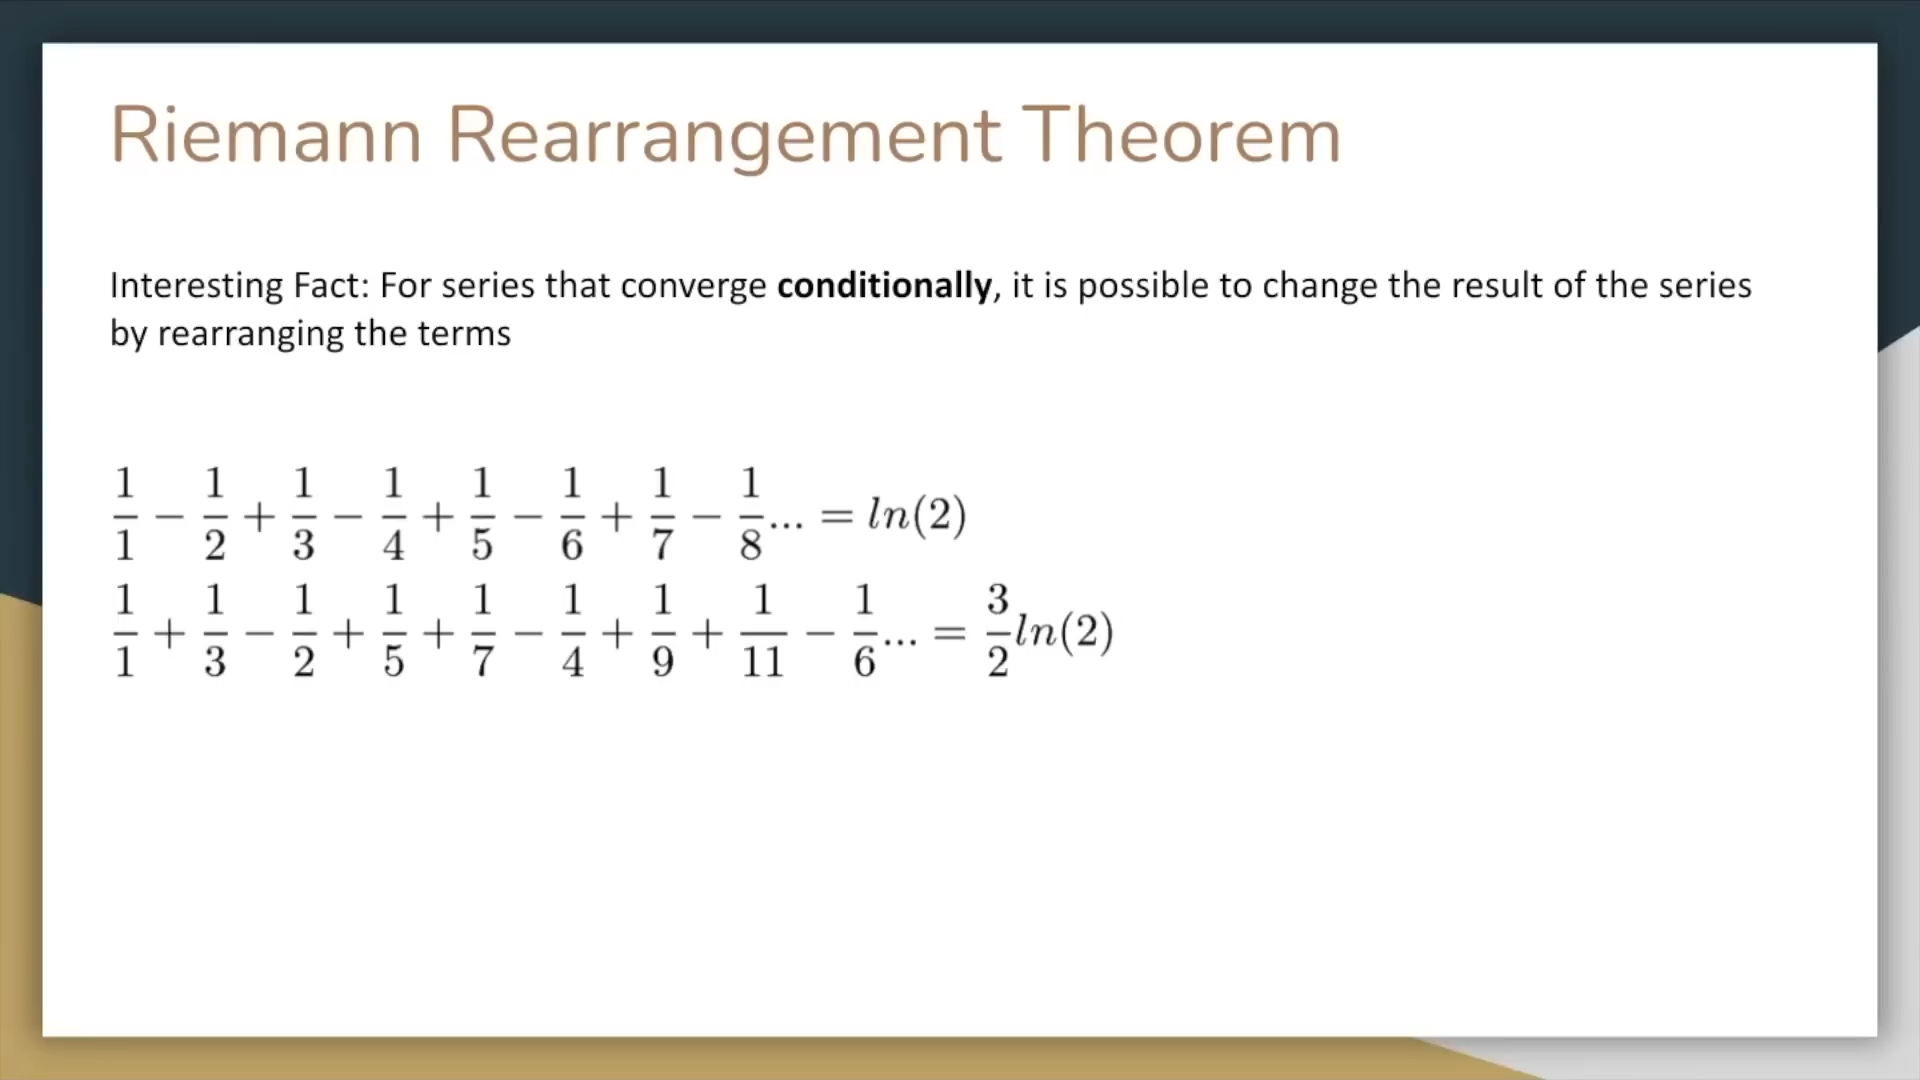 Riemann Rearrangement Theorem
Interesting Fact: For series that converge conditionally, it is possible to change the result of the series
by rearranging the terms
1/1 − 1/2 + 1/3 − 1/4 + 1/5 − 1/6 + 1/7 − 1/8... = ln(2)
1/1 + 1/3 − 1/2 + 1/5 + 1/7 − 1/4 + 1/9 + 1/11 − 1/6... = 3/2 ln(2)